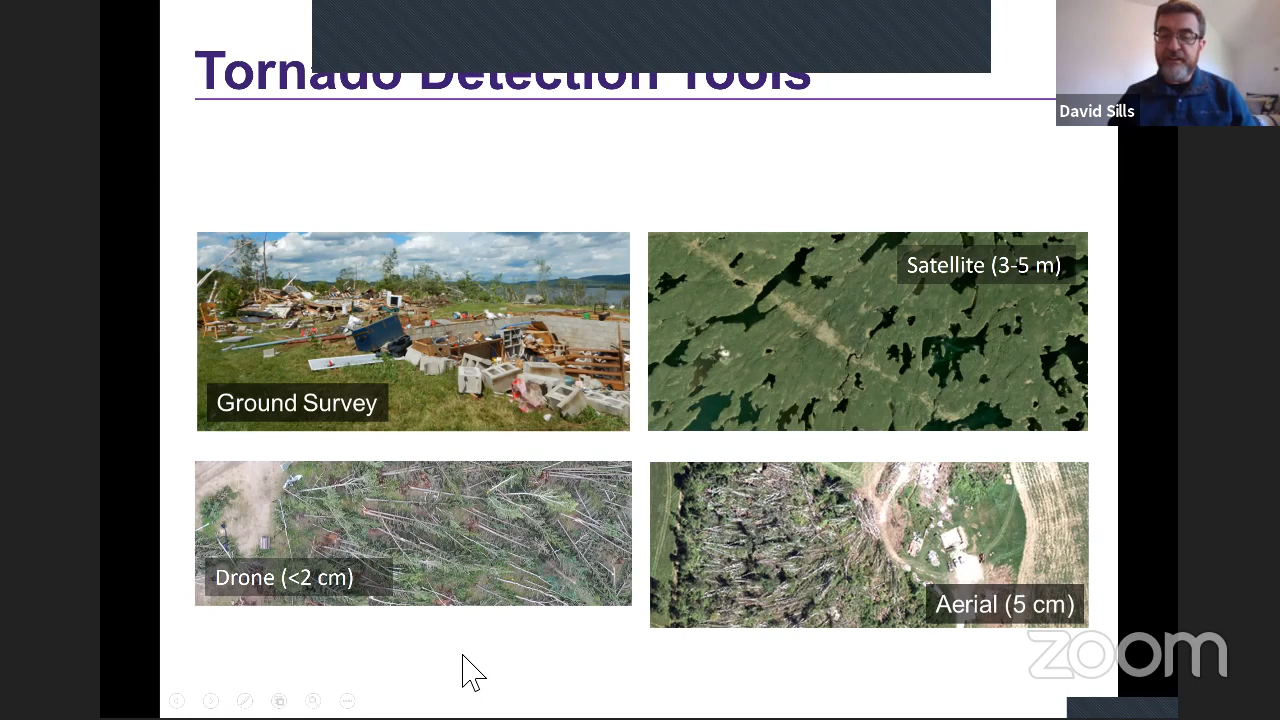 Tornado Detection Tools
David Sills
Satellite (3-5 m)
Ground Survey
Drone (<2 cm)
Aerial (5 cm)
zoom